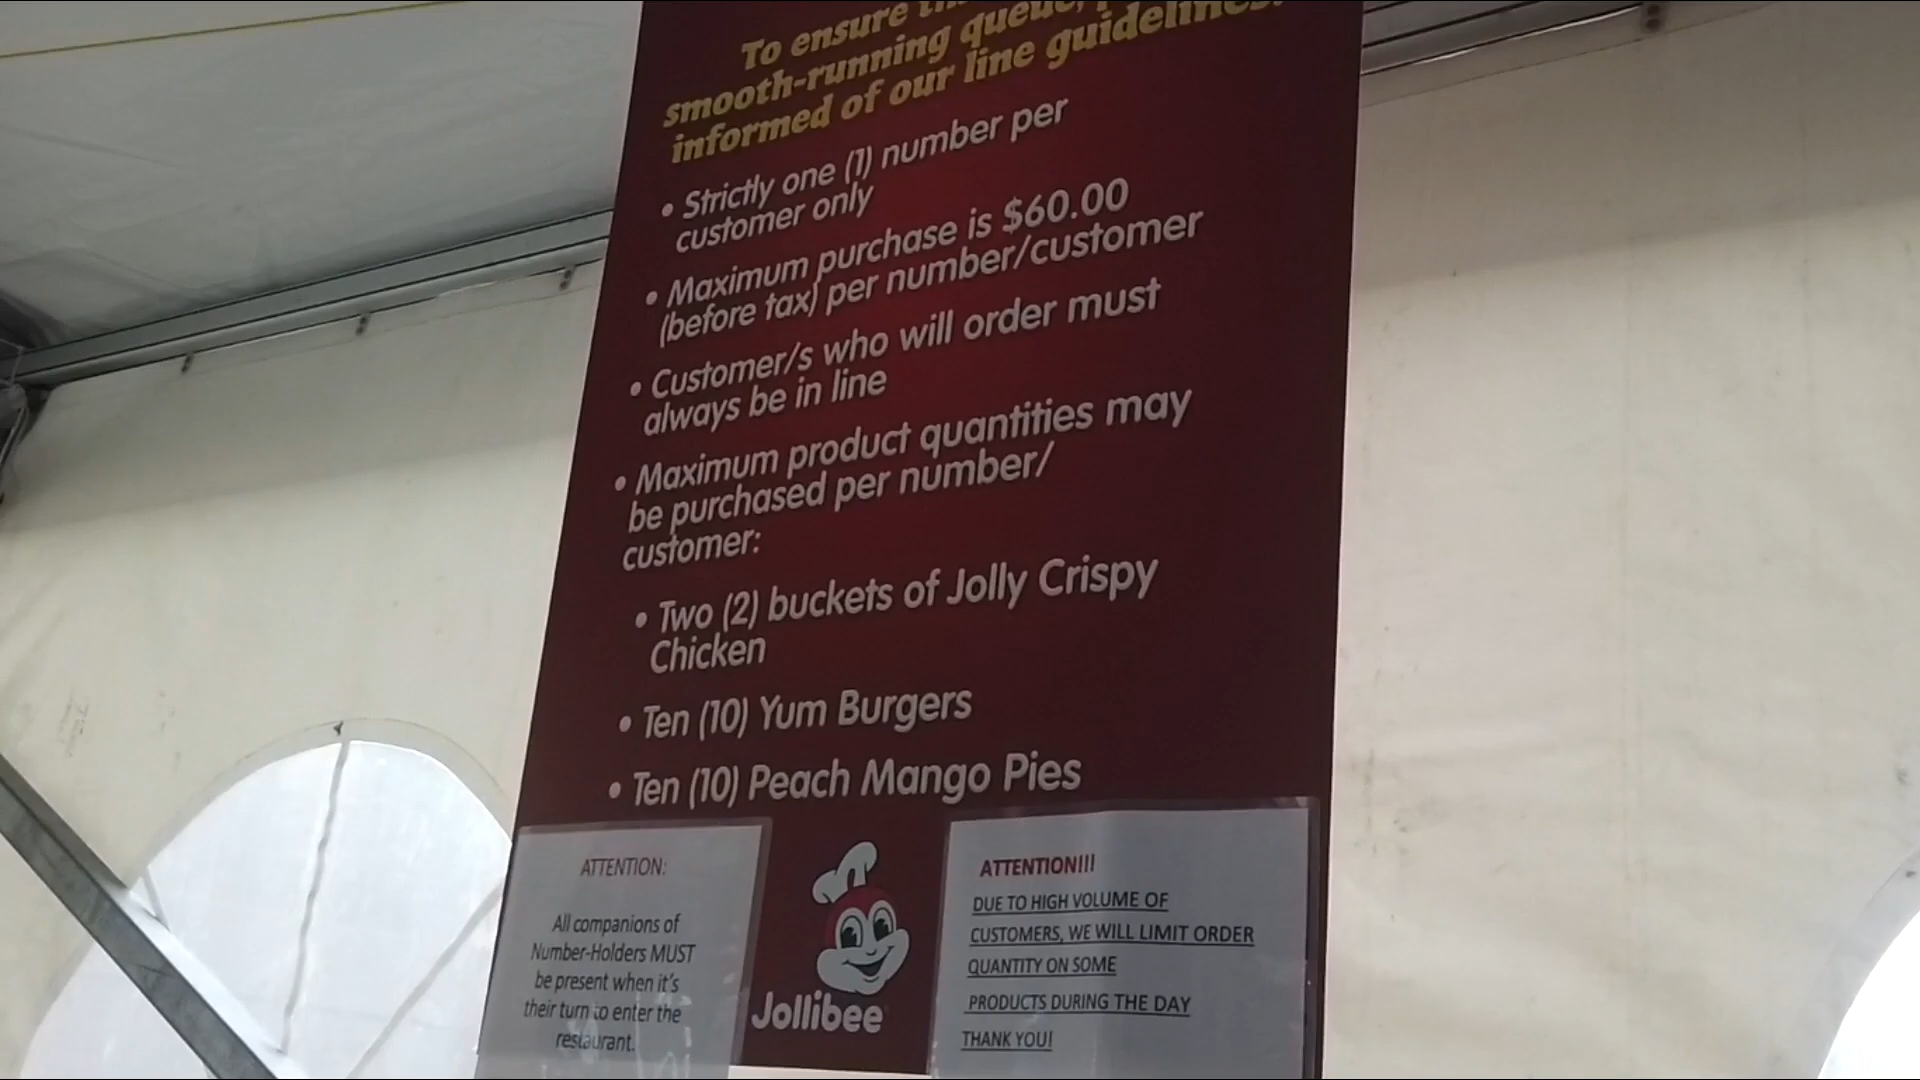 To ensure
smooth-running queue,
informed of our line guidelines.
• Strictly one (1) number per
customer only
• Maximum purchase is $60.00
(before tax) per number/customer
• Customer/s who will order must
always be in line
• Maximum product quantities may
be purchased per number/
customer:
• Two (2) buckets of Jolly Crispy
Chicken
• Ten (10) Yum Burgers
• Ten (10) Peach Mango Pies
ATTENTION:
All companions of
Number-Holders MUST
be present when it's
their turn to enter the
restaurant.
Jollibee
ATTENTION!!!
DUE TO HIGH VOLUME OF
CUSTOMERS, WE WILL LIMIT ORDER
QUANTITY ON SOME
PRODUCTS DURING THE DAY
THANK YOU!